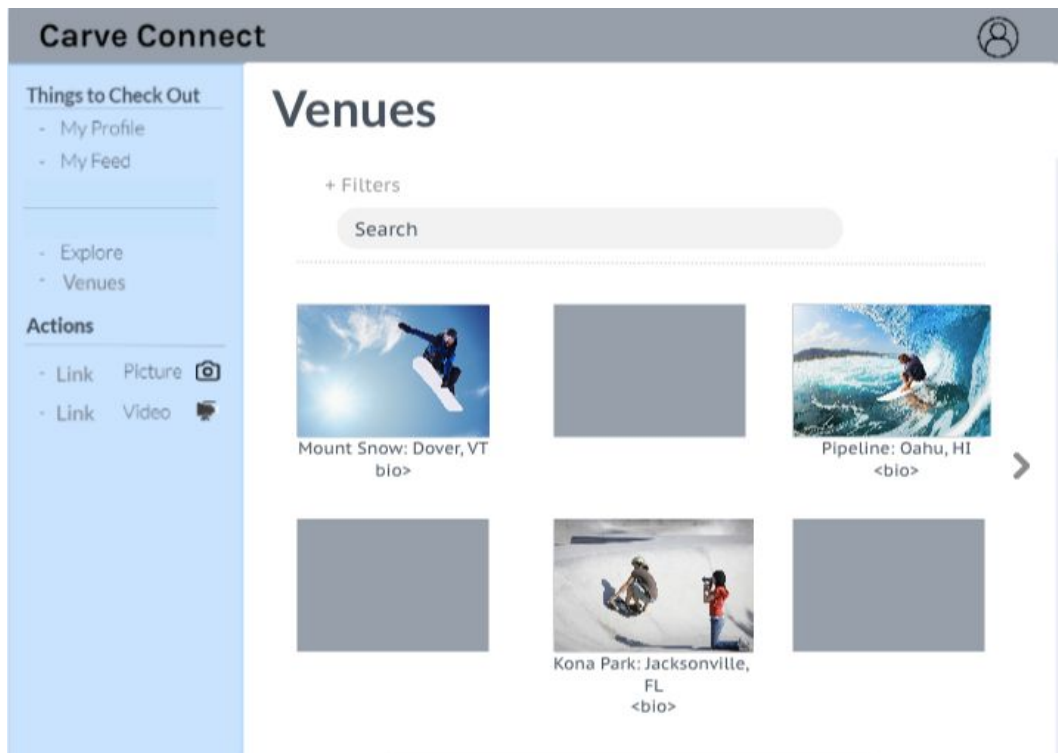 Carve Connect
Things to Check Out
- My Profile
- My Feed
- Explore
- Venues
Actions
- Link Picture
- Link Video
Venues
+ Filters
Search
Mount Snow: Dover, VT
bio>
Pipeline: Oahu, HI
<bio>
Kona Park: Jacksonville,
FL
<bio>